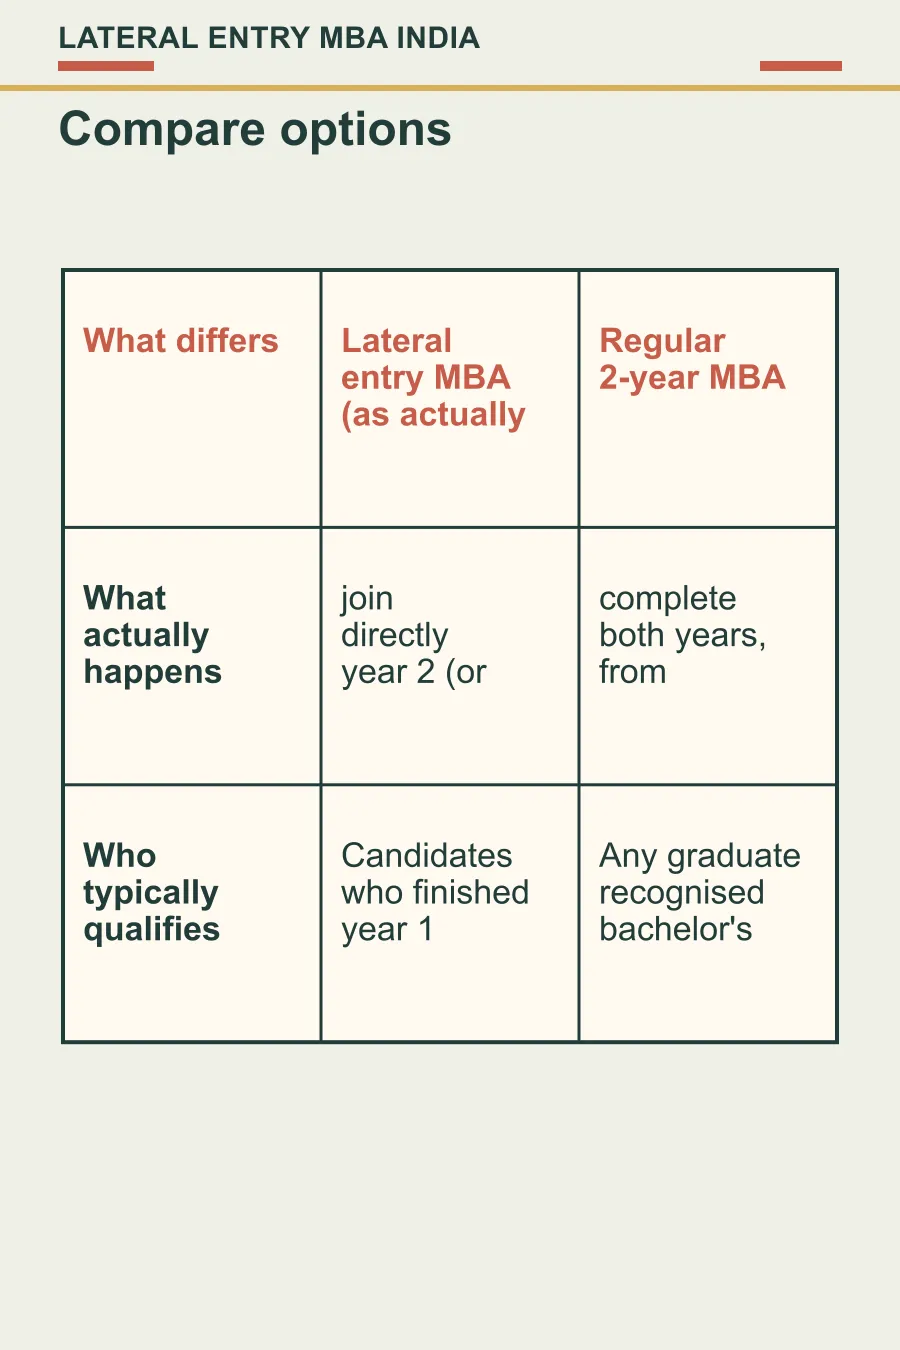 LATERAL ENTRY MBA INDIA
Compare options
What differs
Lateral
entry MBA
(as actually
Regular
2-year MBA
What
actually
happens
join
directly
year 2 (or
complete
both years,
from
Who
typically
qualifies
Candidates
who finished
year 1
Any graduate
recognised
bachelor's